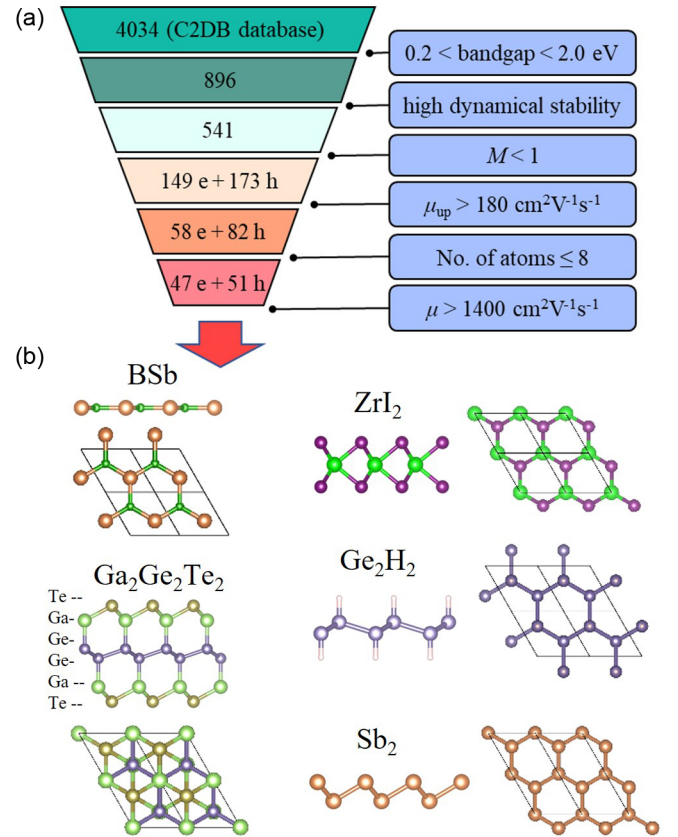 (a)
4034 (C2DB database)
0.2 < bandgap < 2.0 eV
896
high dynamical stability
541
M < 1
149 e + 173 h
μup > 180 cm²V⁻¹s⁻¹
58 e + 82 h
No. of atoms ≤ 8
47 e + 51 h
μ > 1400 cm²V⁻¹s⁻¹
(b)
BSb
ZrI₂
Ga₂Ge₂Te₂
Te --
Ga-
Ge-
Ge-
Ga --
Te --
Ge₂H₂
Sb₂